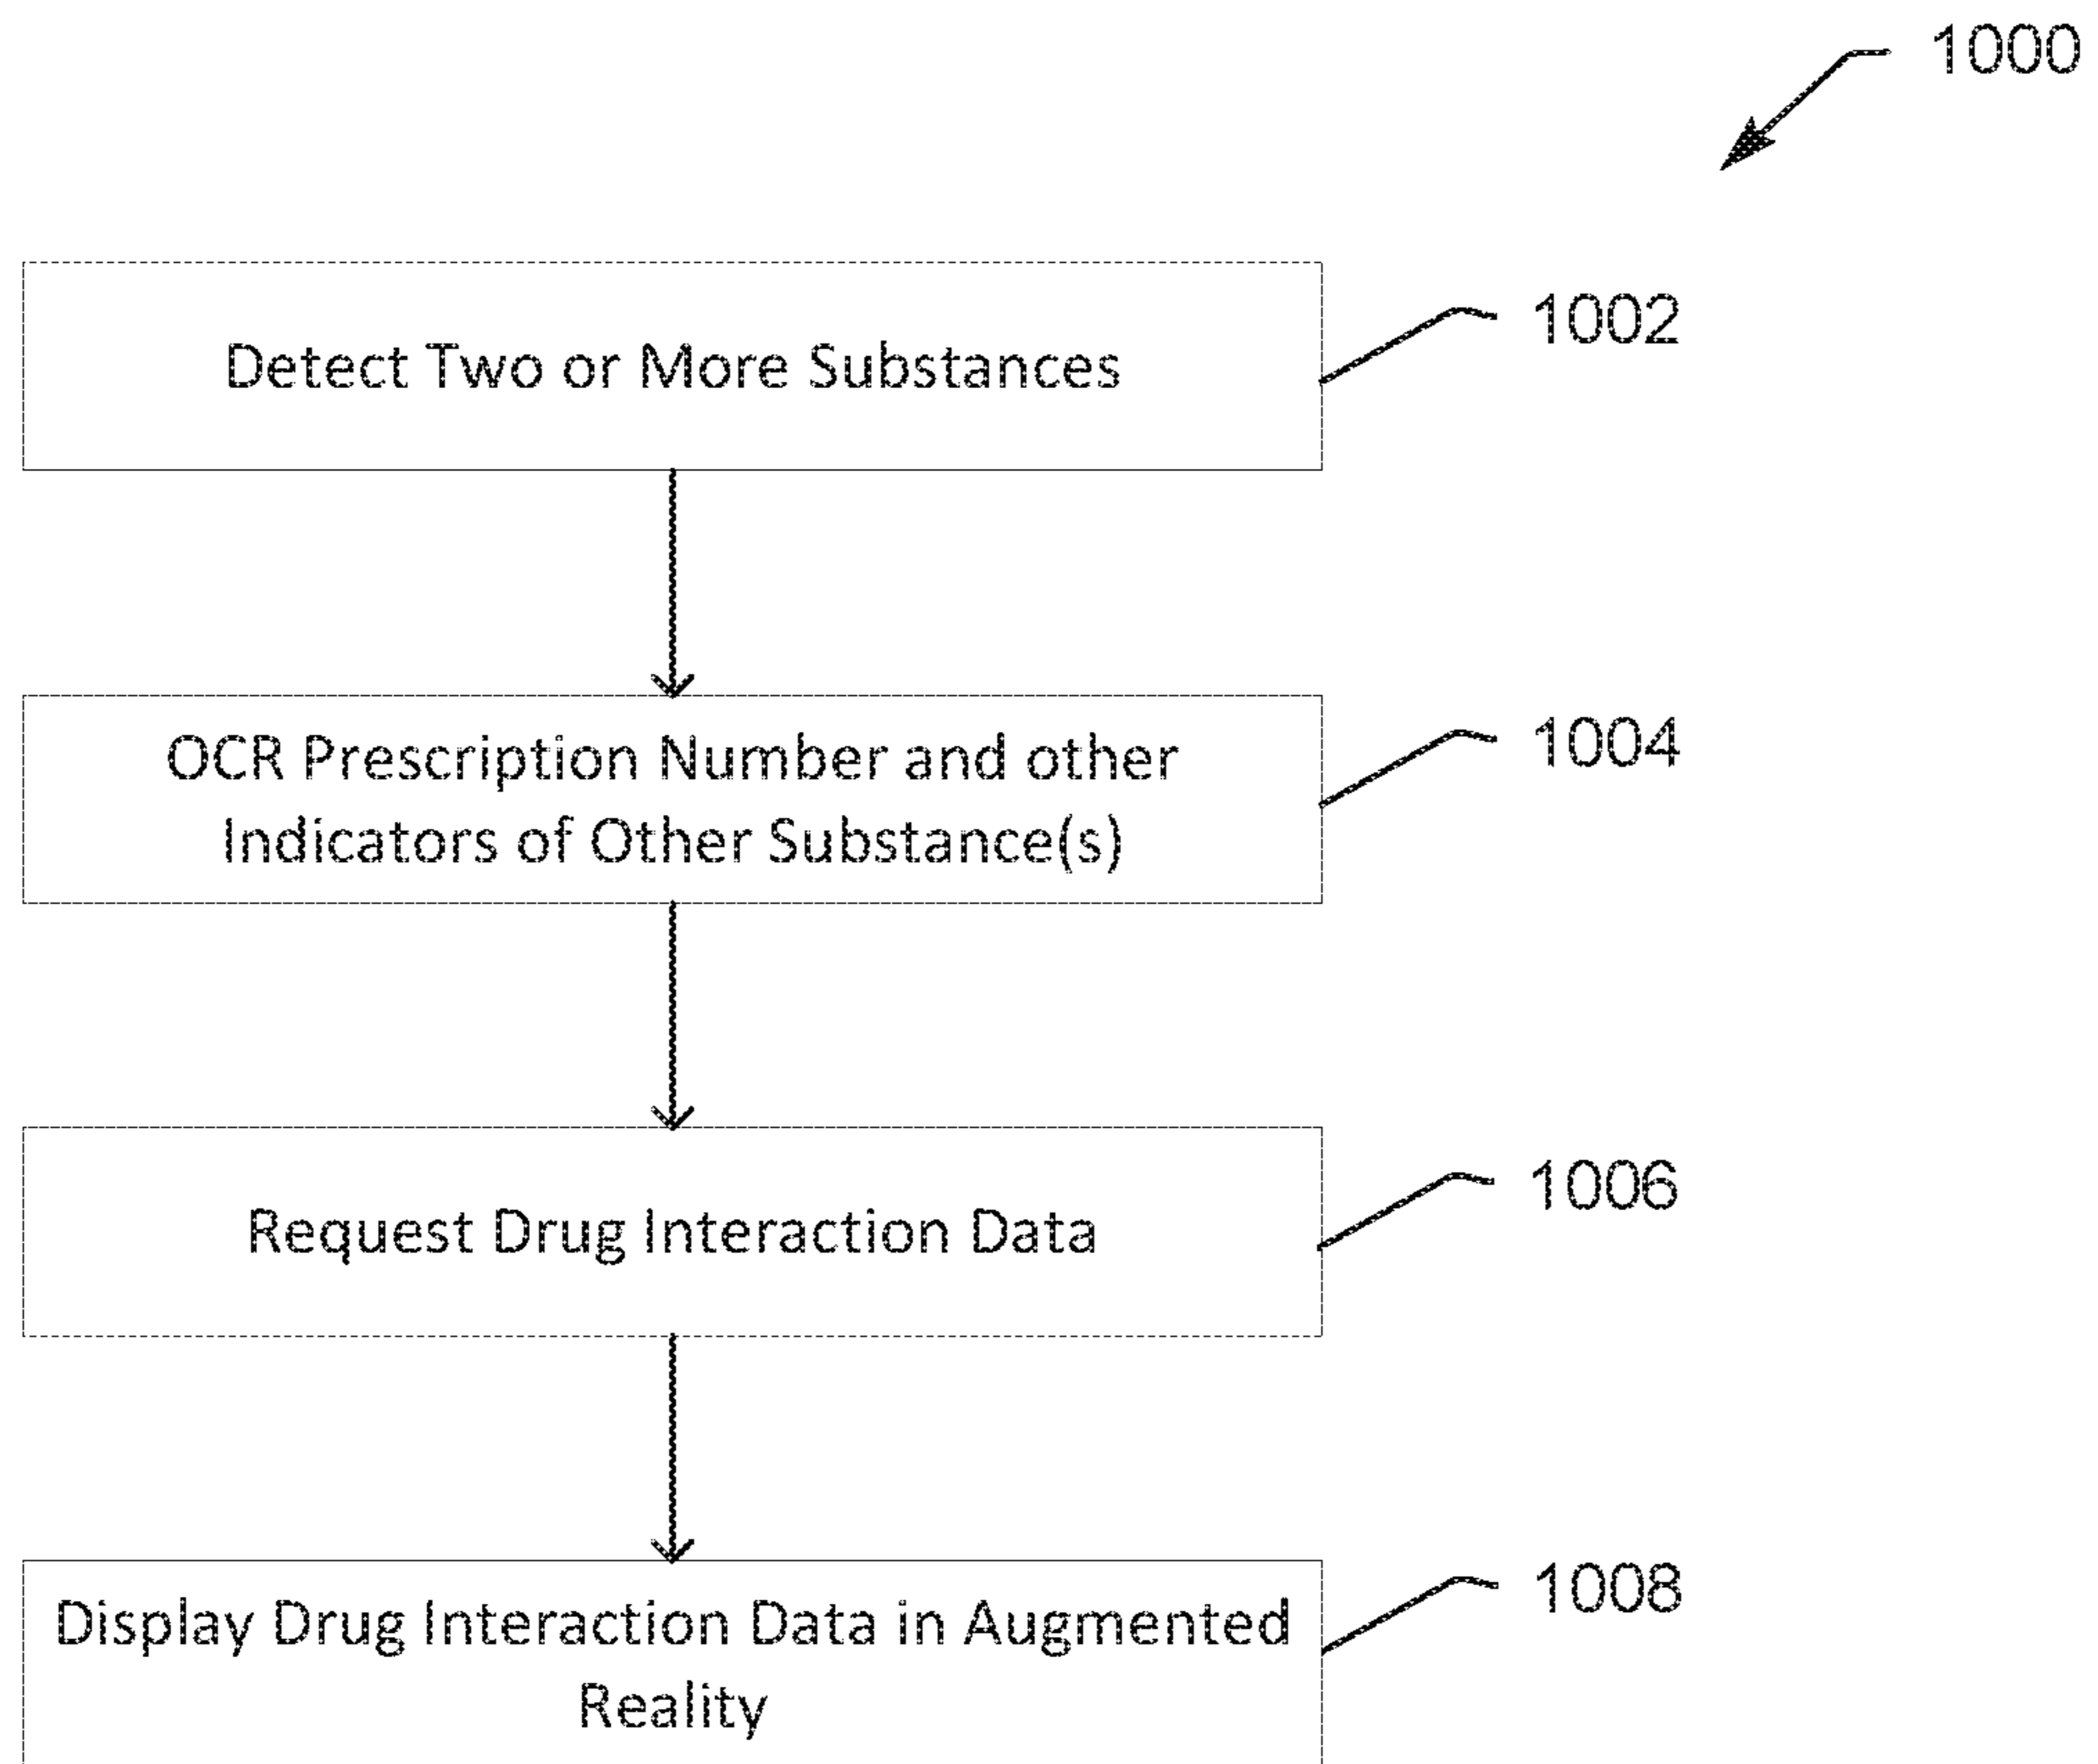 1000
Detect Two or More Substances
1002
OCR Prescription Number and other
Indicators of Other Substance(s)
1004
Request Drug Interaction Data
1006
Display Drug Interaction Data in Augmented
Reality
1008